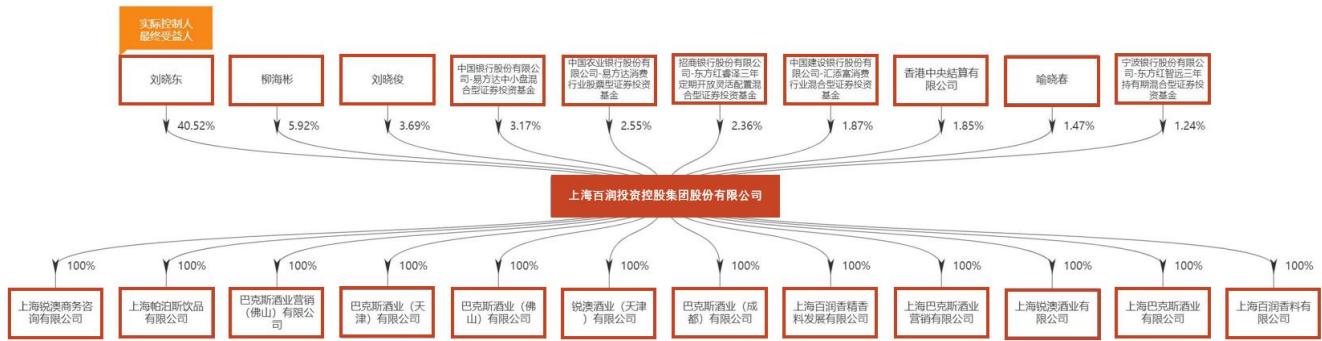 实际控制人
最终受益人
刘晓东
柳海彬
刘晓俊
中国银行股份有限公
司-易方达中小盘混
合型证券投资基金
中国农业银行股份有
限公司-易方达消费
行业股票型证券投资
基金
招商银行股份有限公
司-东方红睿泽三年
定期开放灵活配置混
合型证券投资基金
中国建设银行股份有
限公司-汇添富消费
行业混合型证券投资
基金
香港中央結算有
限公司
喻晓春
宁波银行股份有限公
司-东方红智远三年
持有期混合型证券投
资基金
40.52%
5.92%
3.69%
3.17%
2.55%
2.36%
1.87%
1.85%
1.47%
1.24%
上海百润投资控股集团股份有限公司
100%
100%
100%
100%
100%
100%
100%
100%
100%
100%
100%
100%
上海锐澳商务咨
询有限公司
上海帕泊斯饮品
有限公司
巴克斯酒业营销
（佛山）有限公
司
巴克斯酒业（天
津）有限公司
巴克斯酒业（佛
山）有限公司
锐澳酒业（天津
）有限公司
巴克斯酒业（成
都）有限公司
上海百润香精香
料发展有限公司
上海巴克斯酒业
营销有限公司
上海锐澳酒业有
限公司
上海巴克斯酒业
有限公司
上海百润香料有
限公司